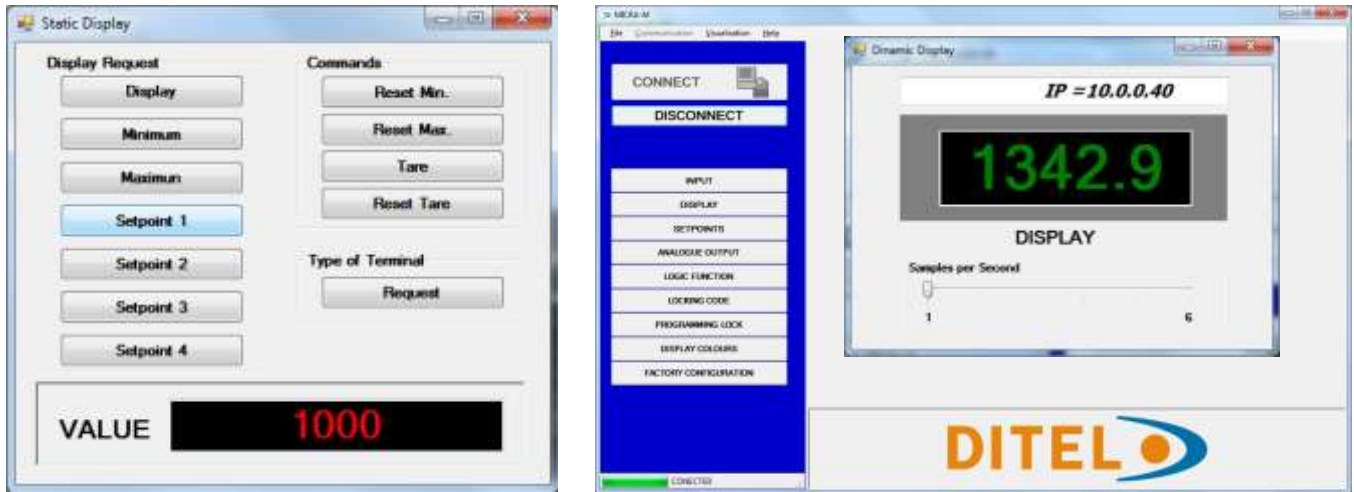 Static Display
Display Request
Display
Minimum
Maximun
Setpoint 1
Setpoint 2
Setpoint 3
Setpoint 4
Commands
Reset Min.
Reset Max.
Tare
Reset Tare
Type of Terminal
Request
VALUE
1000
MICRA-M
File Communication Visualisation Help
CONNECT
DISCONNECT
INPUT
DISPLAY
SETPOINTS
ANALOGUE OUTPUT
LOGIC FUNCTION
LOCKING CODE
PROGRAMMING LOCK
DISPLAY COLOURS
FACTORY CONFIGURATION
CONECTED
Dinamic Display
IP =10.0.0.40
1342.9
DISPLAY
Samples per Second
1 6
DITEL